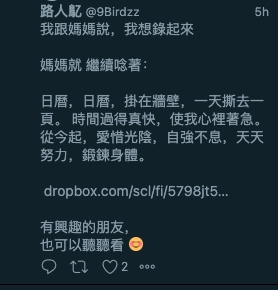 路人馜 @9Birdzz 5h
我跟媽媽說，我想錄起來
媽媽就 繼續唸著：
日曆，日曆，掛在牆壁，一天撕去一
頁。 時間過得真快，使我心裡著急。
從今起，愛惜光陰，自強不息，天天
努力，鍛鍊身體。
dropbox.com/scl/fi/5798jt5...
有興趣的朋友，
也可以聽聽看 😊
2